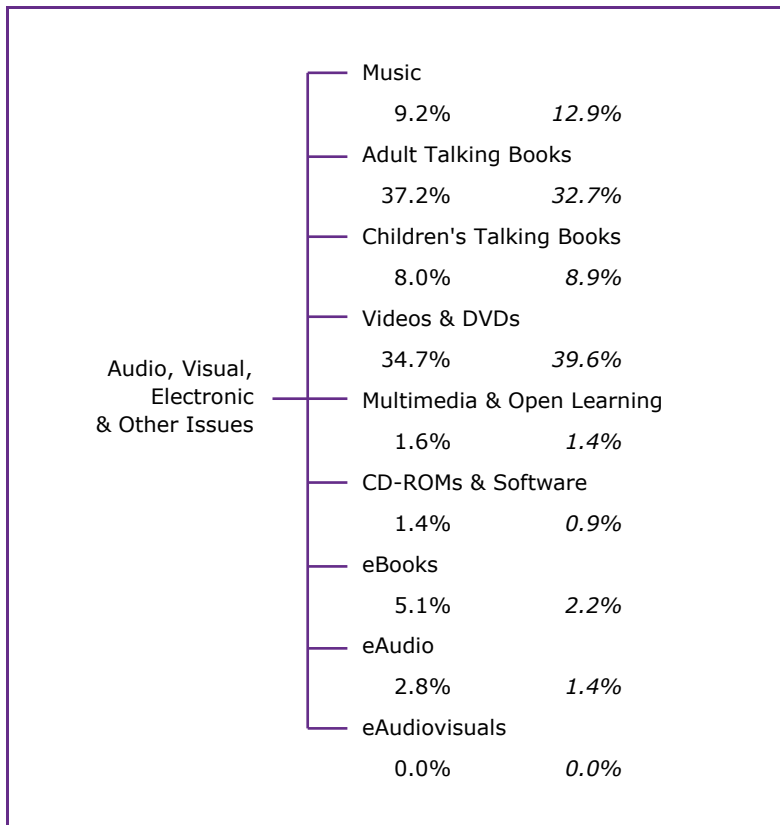 Music
9.2% 12.9%
Adult Talking Books
37.2% 32.7%
Children's Talking Books
8.0% 8.9%
Videos & DVDs
34.7% 39.6%
Audio, Visual,
Electronic
& Other Issues
Multimedia & Open Learning
1.6% 1.4%
CD-ROMs & Software
1.4% 0.9%
eBooks
5.1% 2.2%
eAudio
2.8% 1.4%
eAudiovisuals
0.0% 0.0%